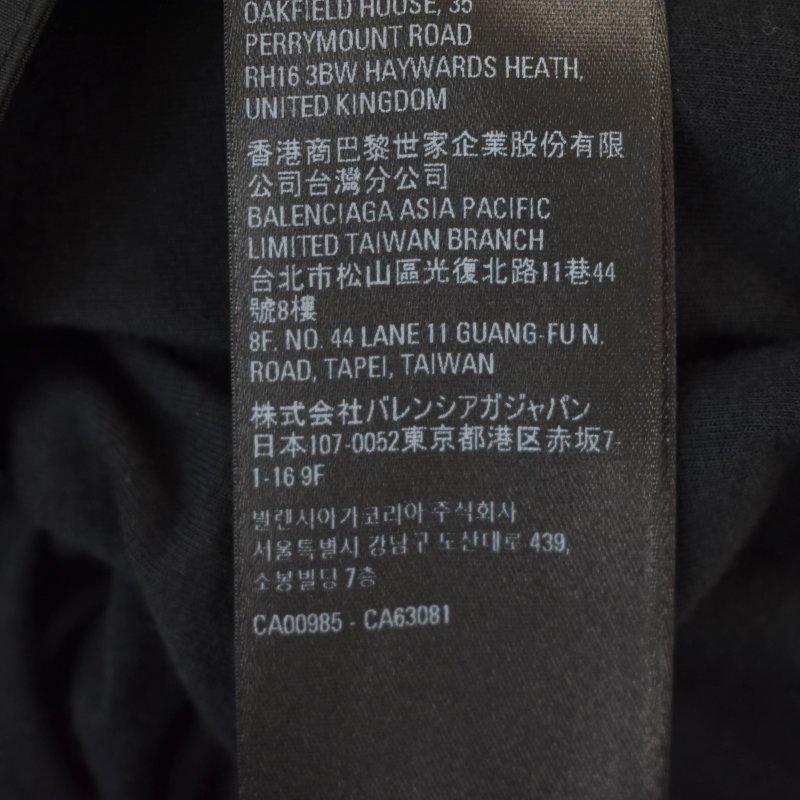 OAKFIELD HOUSE, 35
PERRYMOUNT ROAD
RH16 3BW HAYWARDS HEATH,
UNITED KINGDOM
香港商巴黎世家企業股份有限
公司台灣分公司
BALENCIAGA ASIA PACIFIC
LIMITED TAIWAN BRANCH
台北市松山區光復北路11巷44
號8樓
8F, NO. 44 LANE 11 GUANG-FU N.
ROAD, TAPEI, TAIWAN
株式会社バレンシアガジャパン
日本107-0052東京都港区赤坂7-
1-16 9F
발렌시아가코리아 주식회사
서울특별시 강남구 도산대로 439,
소봉빌딩 7층
CA00985 - CA63081